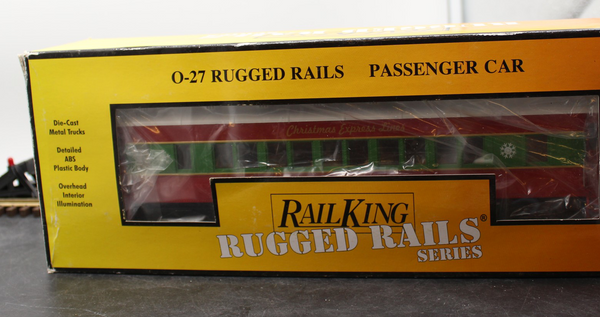 O-27 RUGGED RAILS PASSENGER CAR
Die-Cast
Metal Trucks
Detailed
ABS
Plastic Body
Overhead
Interior
Illumination
Christmas Express Lines
RAILKING
RUGGED RAILS®
SERIES